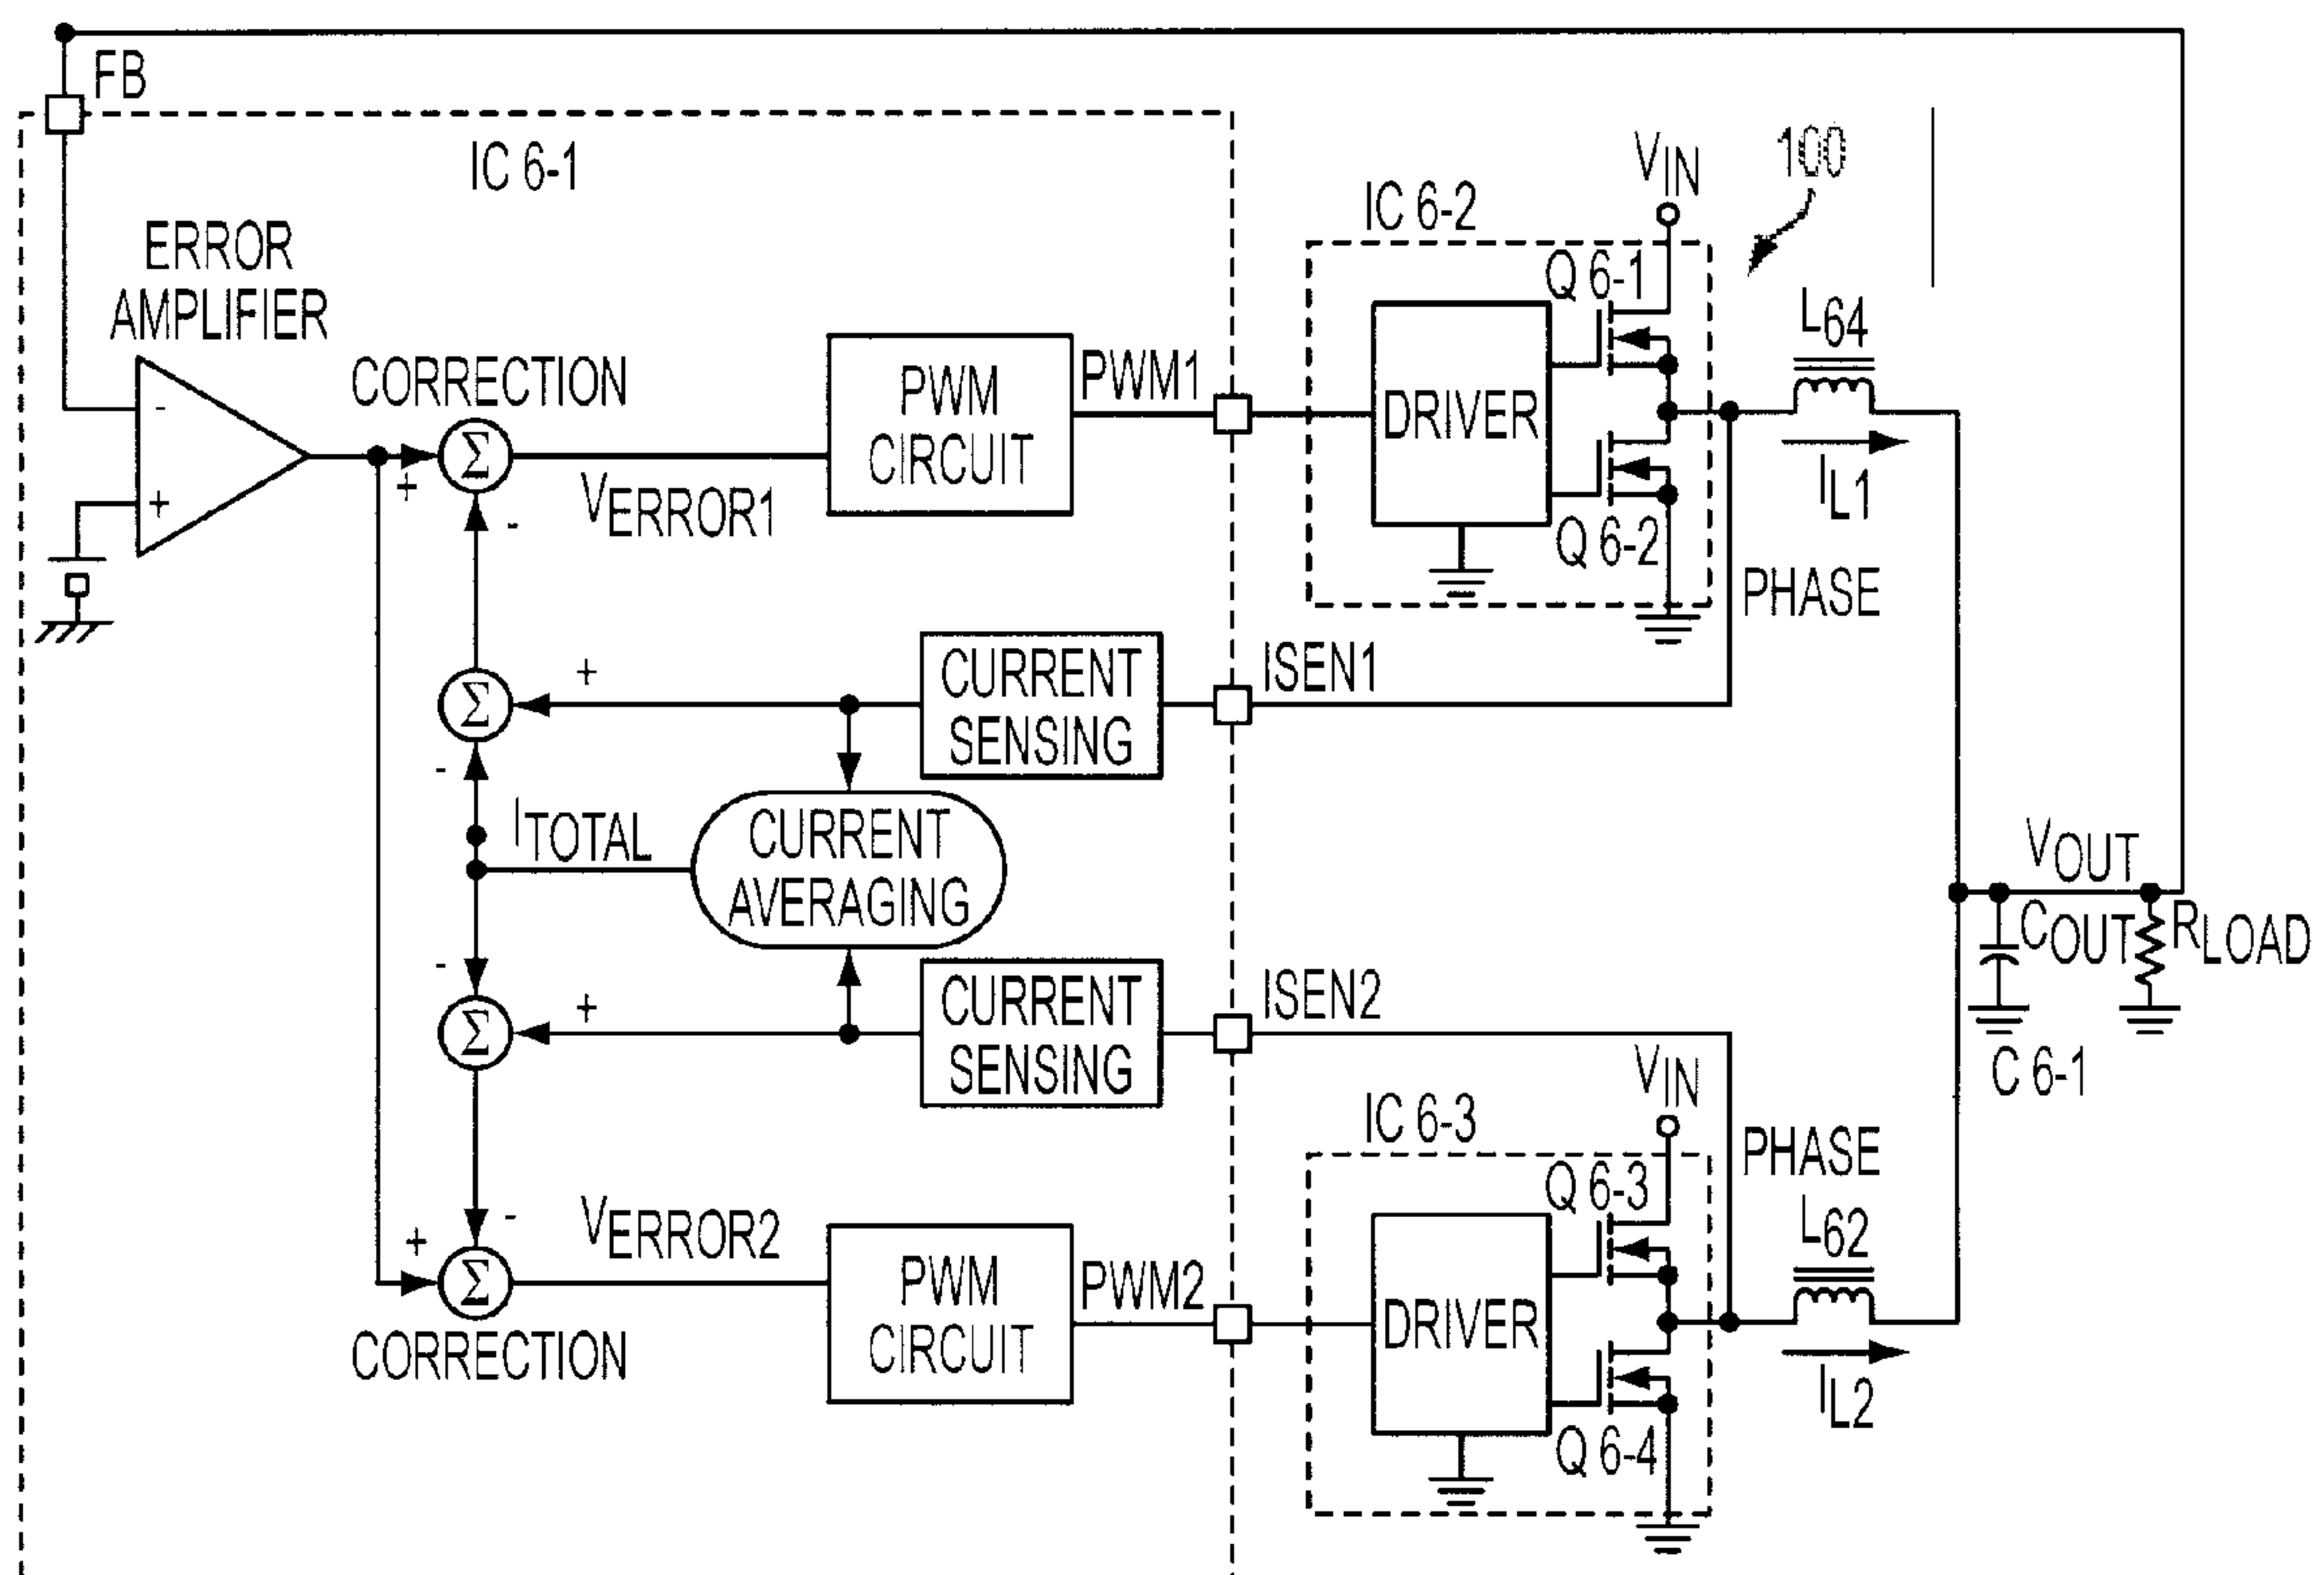 FB
IC 6-1
ERROR
AMPLIFIER
-
+
CORRECTION
+
Σ
-
VERROR1
PWM
CIRCUIT
PWM1
IC 6-2
VIN
100
Q 6-1
DRIVER
Q 6-2
L64
IL1
PHASE
Σ
+
-
CURRENT
SENSING
ISEN1
ITOTAL
CURRENT
AVERAGING
VOUT
COUT
RLOAD
C 6-1
-
+
Σ
CURRENT
SENSING
ISEN2
VIN
IC 6-3
PHASE
Q 6-3
DRIVER
Q 6-4
L62
IL2
-
+
Σ
VERROR2
CORRECTION
PWM
CIRCUIT
PWM2